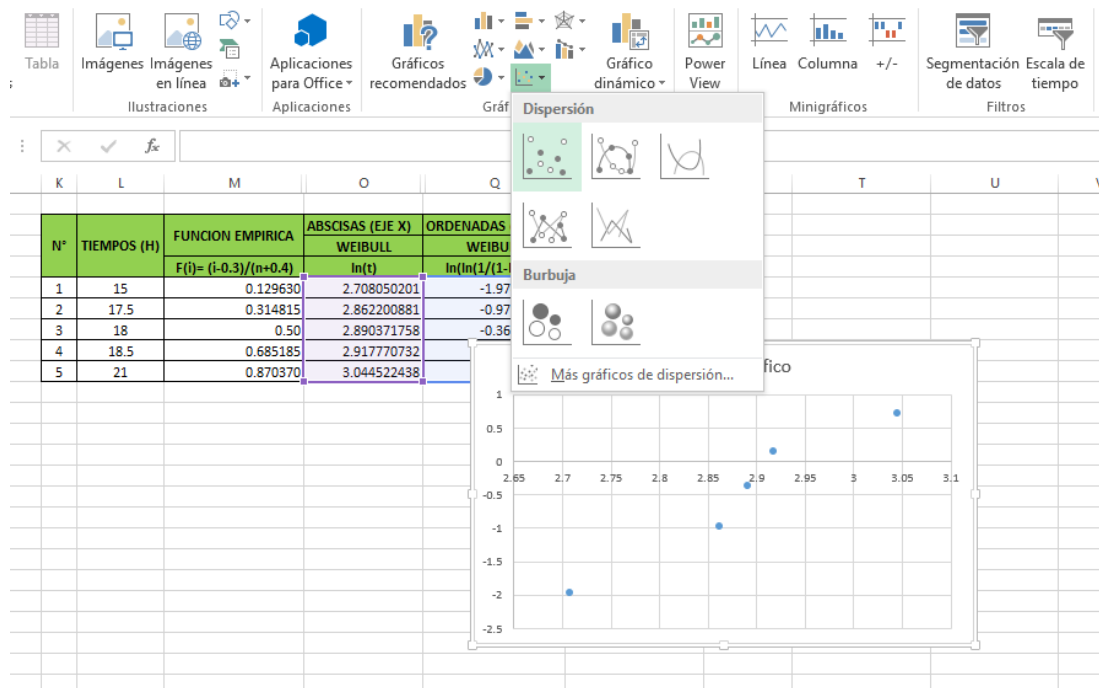 Tabla
Imágenes
Imágenes
en línea
Aplicaciones
para Office
Gráficos
recomendados
Gráfico
dinámico
Power
View
Línea
Columna
+/-
Segmentación
de datos
Escala de
tiempo
Ilustraciones
Aplicaciones
Gráf
Minigráficos
Filtros
Dispersión
Burbuja
Más gráficos de dispersión...
fx
K L M O Q T U
N° TIEMPOS (H) FUNCION EMPIRICA ABSCISAS (EJE X) ORDENADAS
WEIBULL WEIBU
F(i)= (i-0.3)/(n+0.4) ln(t) ln(ln(1/(1-
1 15 0.129630 2.708050201 -1.97
2 17.5 0.314815 2.862200881 -0.97
3 18 0.50 2.890371758 -0.36
4 18.5 0.685185 2.917770732
5 21 0.870370 3.044522438
fico
1
0.5
0
2.65 2.7 2.75 2.8 2.85 2.9 2.95 3 3.05 3.1
-0.5
-1
-1.5
-2
-2.5